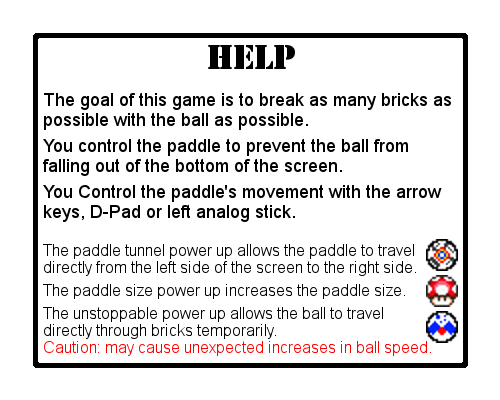 HELP
The goal of this game is to break as many bricks as
possible with the ball as possible.
You control the paddle to prevent the ball from
falling out of the bottom of the screen.
You Control the paddle's movement with the arrow
keys, D-Pad or left analog stick.
The paddle tunnel power up allows the paddle to travel
directly from the left side of the screen to the right side.
The paddle size power up increases the paddle size.
The unstoppable power up allows the ball to travel
directly through bricks temporarily.
Caution: may cause unexpected increases in ball speed.